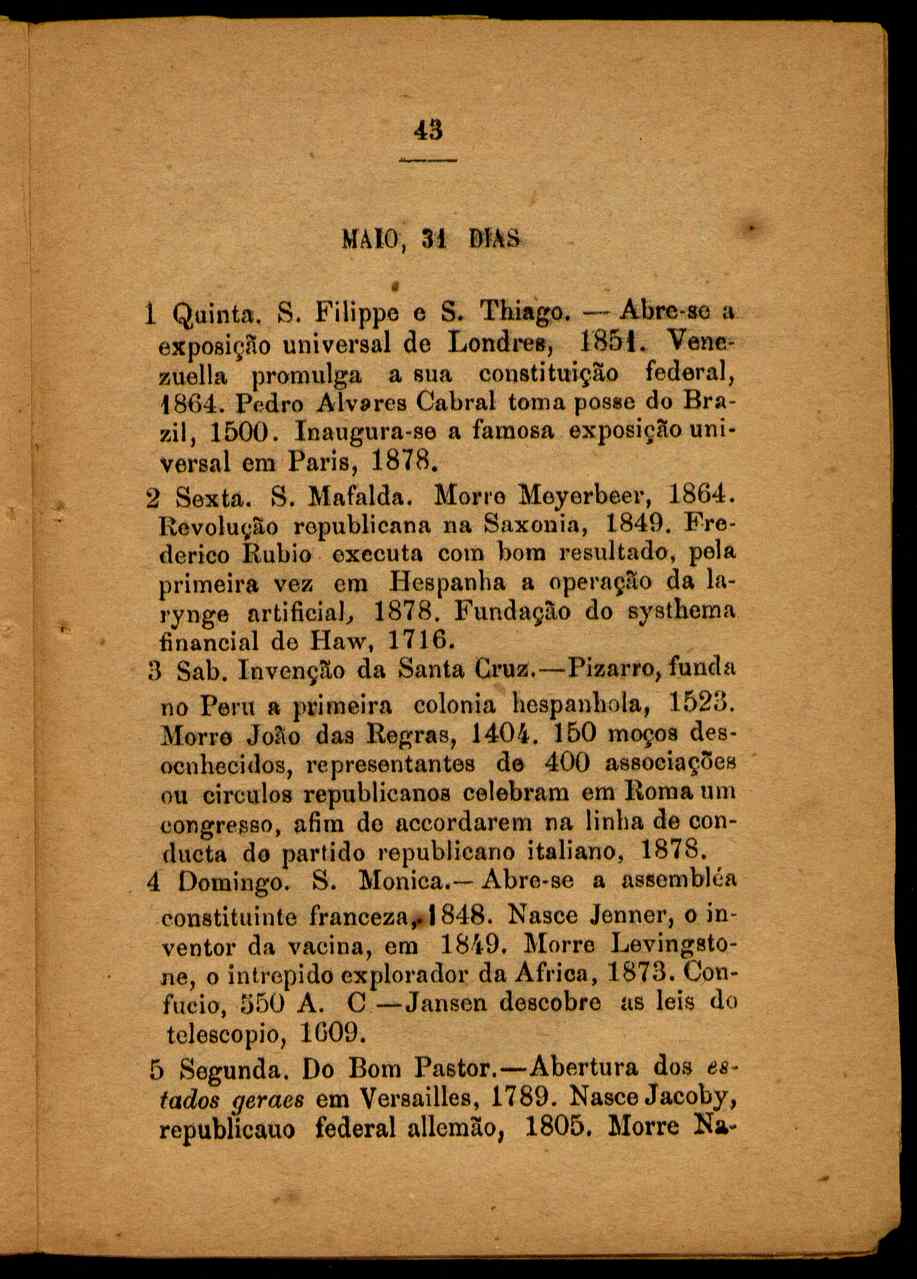 43
MAIO, 31 DIAS
1 Quinta. S. Filippe e S. Thiago. — Abre-se a
exposição universal de Londres, 1851. Vene-
zuella promulga a sua constituição federal,
1864. Pedro Alvares Cabral toma posse do Bra-
zil, 1500. Inaugura-se a famosa exposição uni-
versal em Paris, 1878.
2 Sexta. S. Mafalda. Morre Meyerbeer, 1864.
Revolução republicana na Saxonia, 1849. Fre-
derico Rubio executa com bom resultado, pela
primeira vez em Hespanha a operação da la-
rynge artificial, 1878. Fundação do systhema
financial de Haw, 1716.
3 Sab. Invenção da Santa Cruz.—Pizarro, funda
no Peru a primeira colonia hespanhola, 1523.
Morre João das Regras, 1404. 150 moços des-
ocnhecidos, representantes de 400 associações
ou circulos republicanos celebram em Roma um
congresso, afim de accordarem na linha de con-
ducta do partido republicano italiano, 1878.
4 Domingo. S. Monica.— Abre-se a assembléa
constituinte franceza, 1848. Nasce Jenner, o in-
ventor da vacina, em 1849. Morre Levingsto-
ne, o intrepido explorador da Africa, 1873. Con-
fucio, 550 A. C —Jansen descobre as leis do
telescopio, 1609.
5 Segunda. Do Bom Pastor.—Abertura dos es-
tados geraes em Versailles, 1789. Nasce Jacoby,
republicauo federal allemão, 1805. Morre Na-